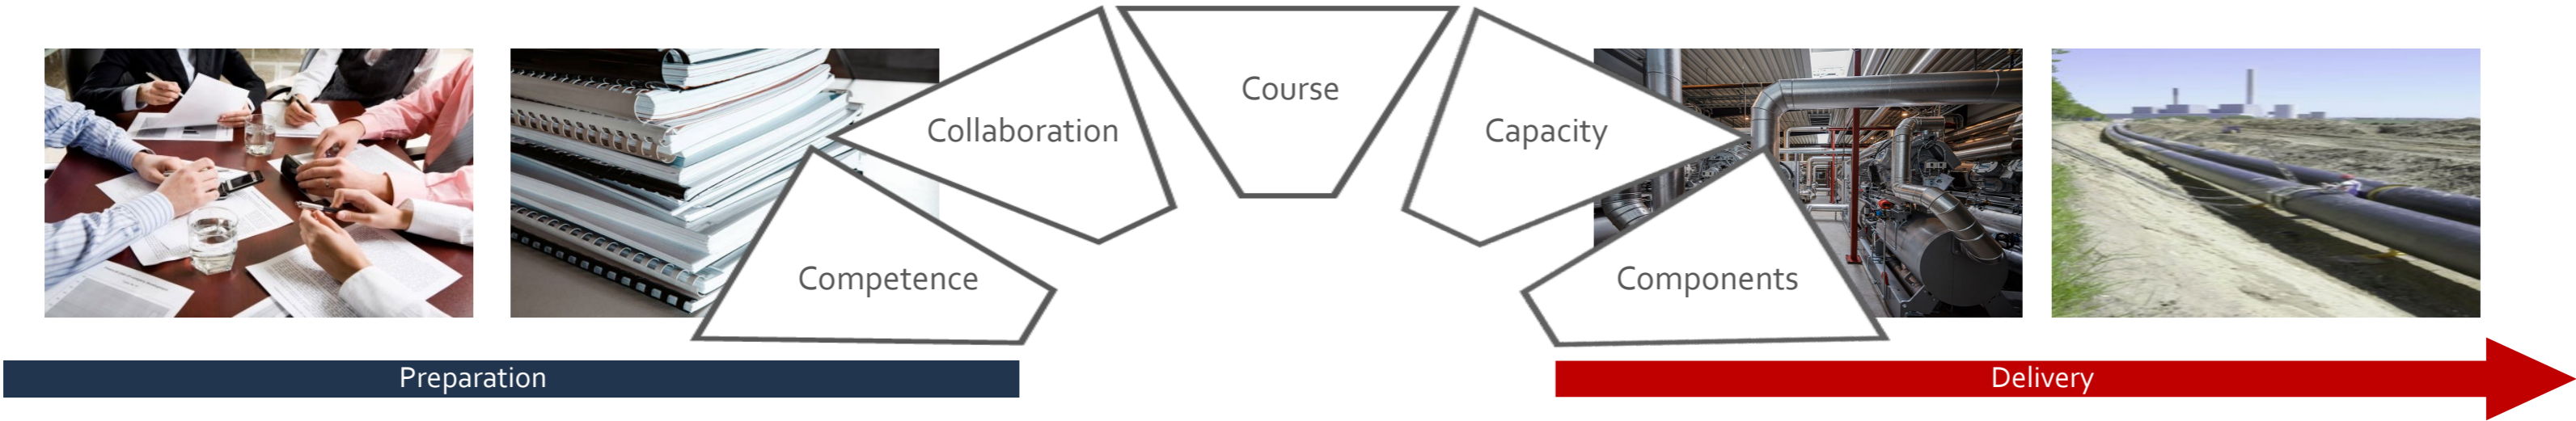 Course
Collaboration
Capacity
Competence
Components
Preparation
Delivery